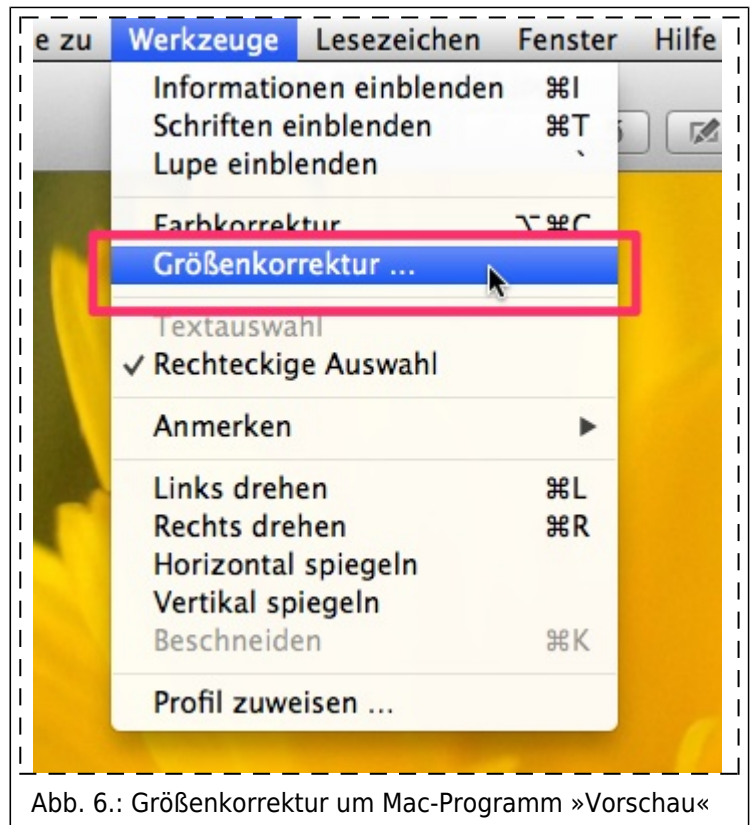 e zu Werkzeuge Lesezeichen Fenster Hilfe
Informationen einblenden ⌘I
Schriften einblenden ⌘T
Lupe einblenden `
Farbkorrektur ⌥⌘C
Größenkorrektur ...
Textauswahl
✓ Rechteckige Auswahl
Anmerken ▶
Links drehen ⌘L
Rechts drehen ⌘R
Horizontal spiegeln
Vertikal spiegeln
Beschneiden ⌘K
Profil zuweisen ...
Abb. 6.: Größenkorrektur um Mac-Programm »Vorschau«